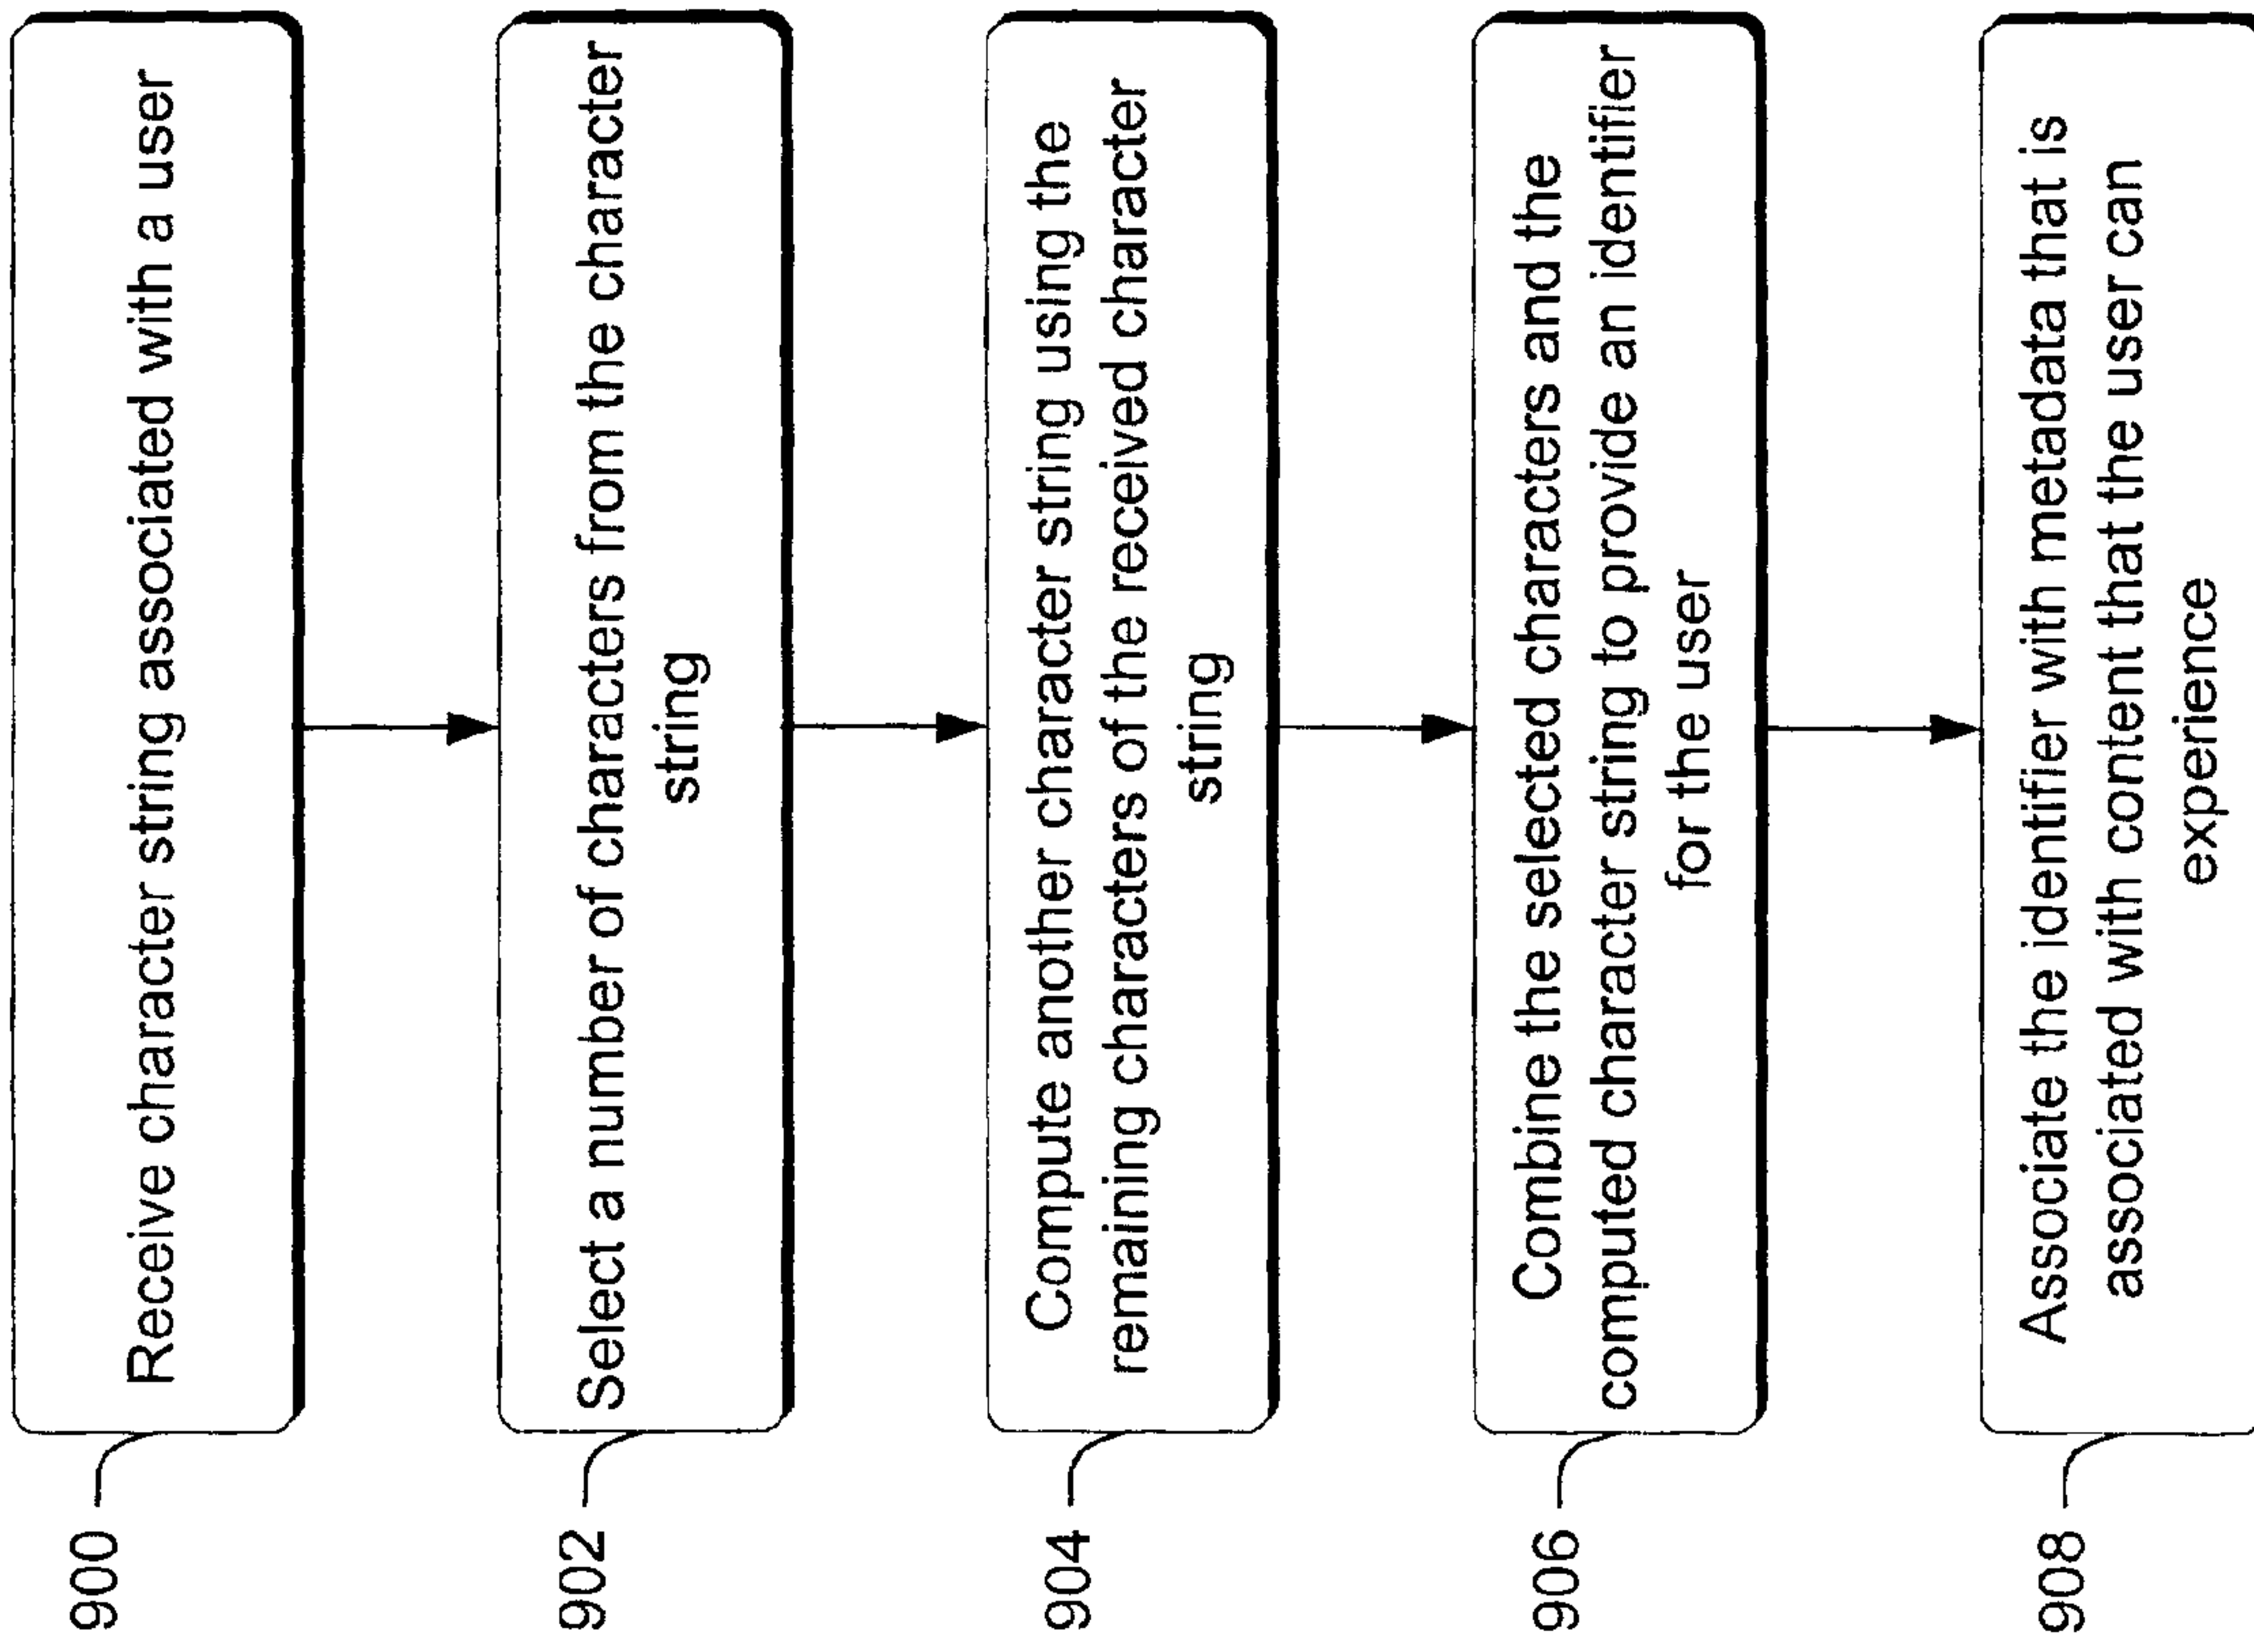 900
Receive character string associated with a user
902
Select a number of characters from the character
string
904
Compute another character string using the
remaining characters of the received character
string
906
Combine the selected characters and the
computed character string to provide an identifier
for the user
908
Associate the identifier with metadata that is
associated with content that the user can
experience